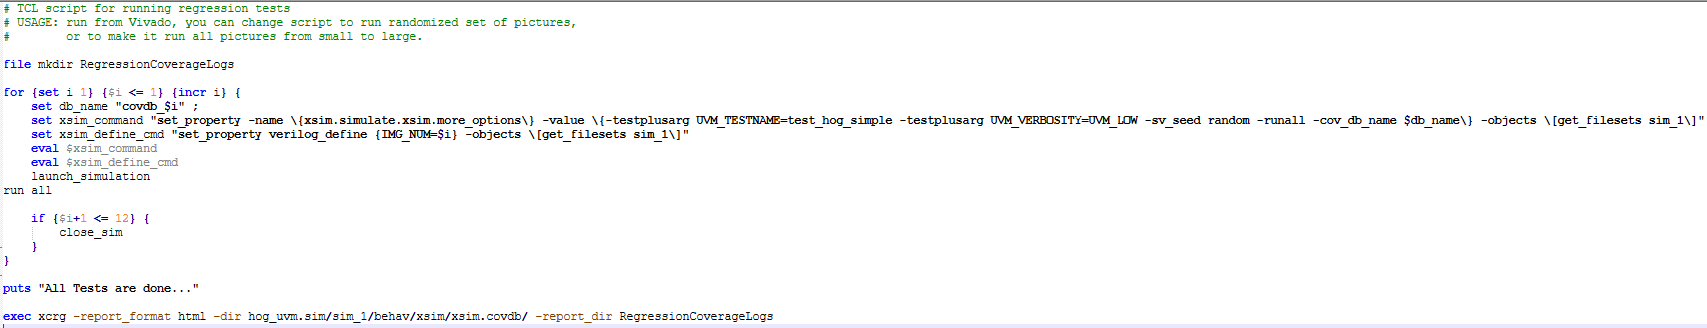 # TCL script for running regression tests
# USAGE: run from Vivado, you can change script to run randomized set of pictures,
#        or to make it run all pictures from small to large.
file mkdir RegressionCoverageLogs
for {set i 1} {$i <= 1} {incr i} {
    set db_name "covdb_$i" ;
    set xsim_command "set_property -name \{xsim.simulate.xsim.more_options\} -value \{-testplusarg UVM_TESTNAME=test_hog_simple -testplusarg UVM_VERBOSITY=UVM_LOW -sv_seed random -runall -cov_db_name $db_name\} -objects \[get_filesets sim_1\]"
    set xsim_define_cmd "set_property verilog_define {IMG_NUM=$i} -objects \[get_filesets sim_1\]"
    eval $xsim_command
    eval $xsim_define_cmd
    launch_simulation
run all
    if {$i+1 <= 12} {
        close_sim
    }
}
puts "All Tests are done..."
exec xcrg -report_format html -dir hog_uvm.sim/sim_1/behav/xsim/xsim.covdb/ -report_dir RegressionCoverageLogs